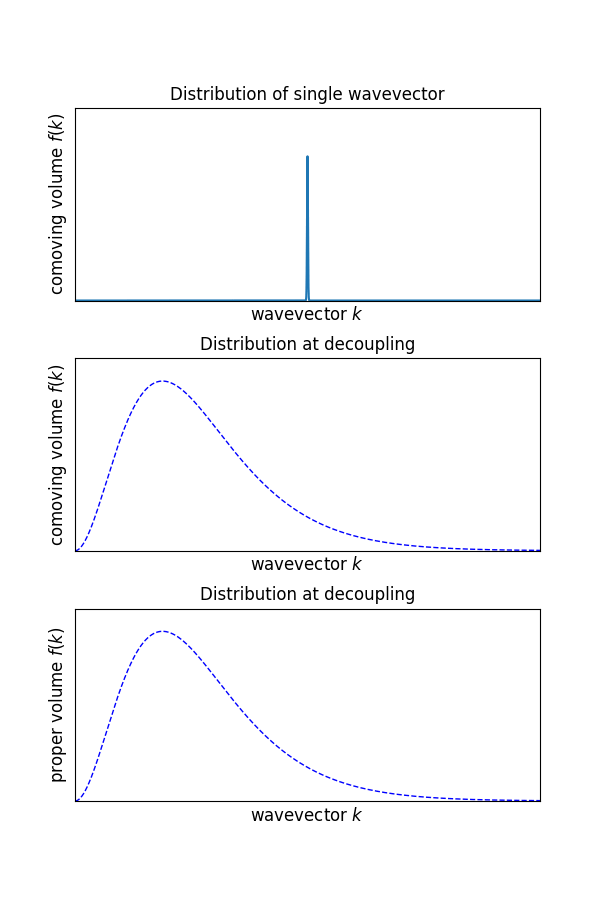 Distribution of single wavevector
comoving volume f(k)
wavevector k
Distribution at decoupling
comoving volume f(k)
wavevector k
Distribution at decoupling
proper volume f(k)
wavevector k